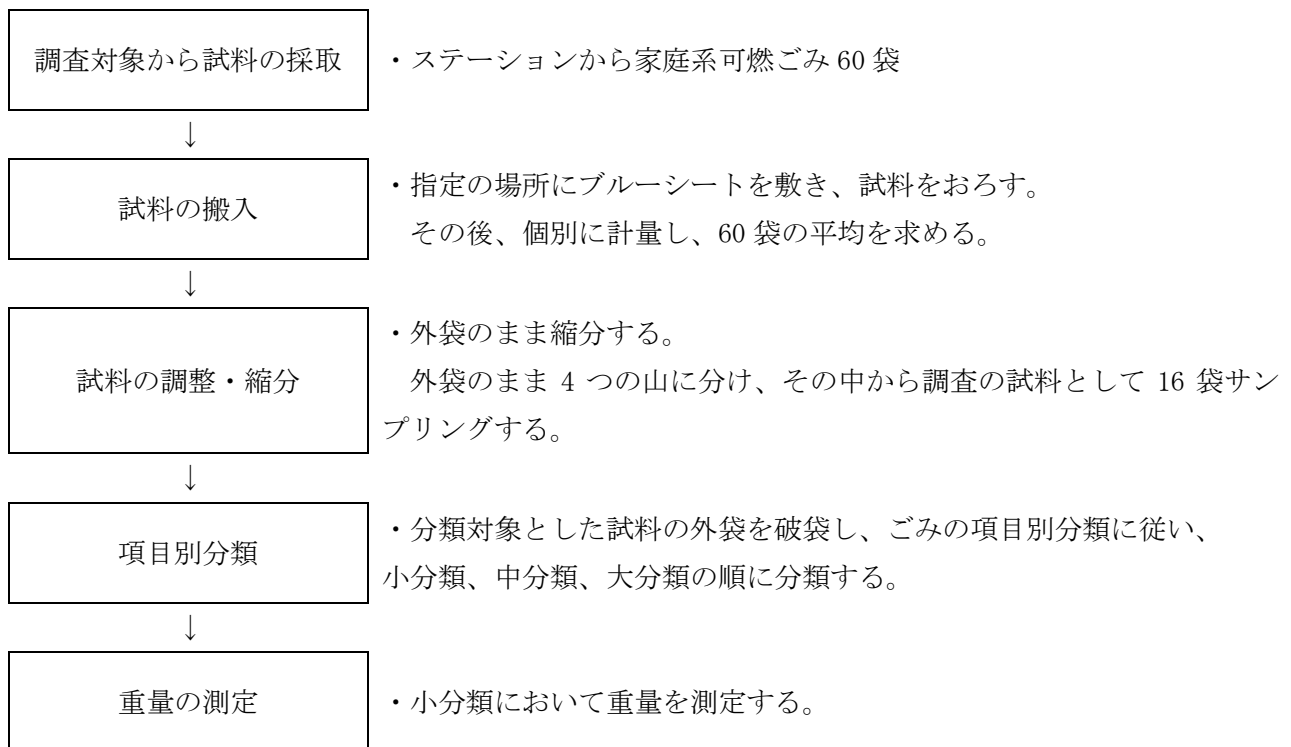 調査対象から試料の採取
・ステーションから家庭系可燃ごみ 60 袋
↓
試料の搬入
・指定の場所にブルーシートを敷き、試料をおろす。
その後、個別に計量し、60 袋の平均を求める。
↓
試料の調整・縮分
・外袋のまま縮分する。
外袋のまま 4 つの山に分け、その中から調査の試料として 16 袋サン
プリングする。
↓
項目別分類
・分類対象とした試料の外袋を破袋し、ごみの項目別分類に従い、
小分類、中分類、大分類の順に分類する。
↓
重量の測定
・小分類において重量を測定する。